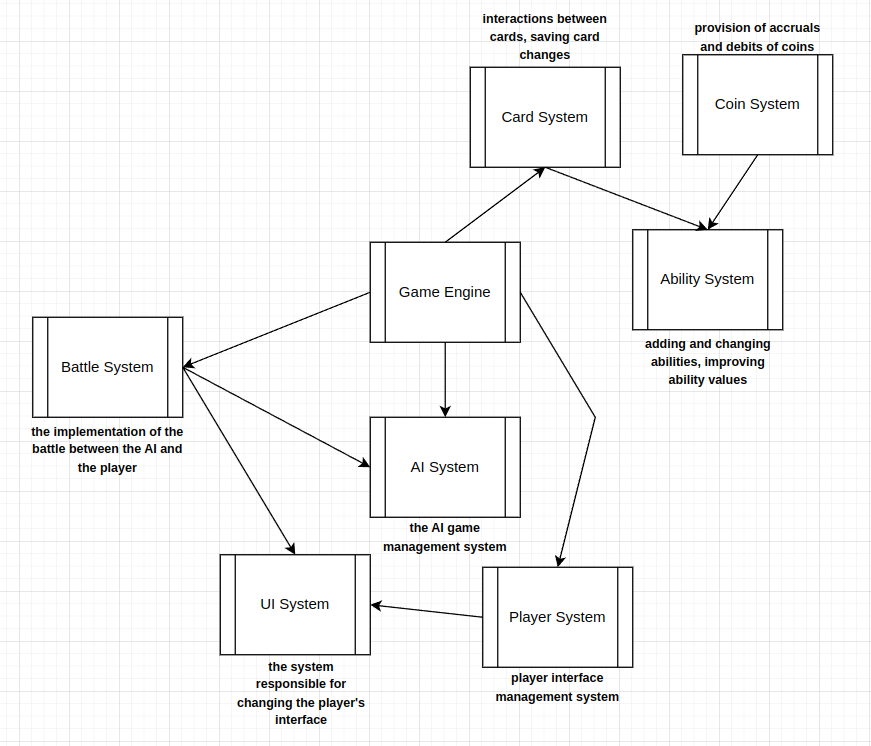 interactions between
cards, saving card
changes
provision of accruals
and debits of coins
Card System
Coin System
Game Engine
Ability System
adding and changing
abilities, improving
ability values
Battle System
the implementation of the
battle between the AI and
the player
AI System
the AI game
management system
UI System
the system
responsible for
changing the player's
interface
Player System
player interface
management system